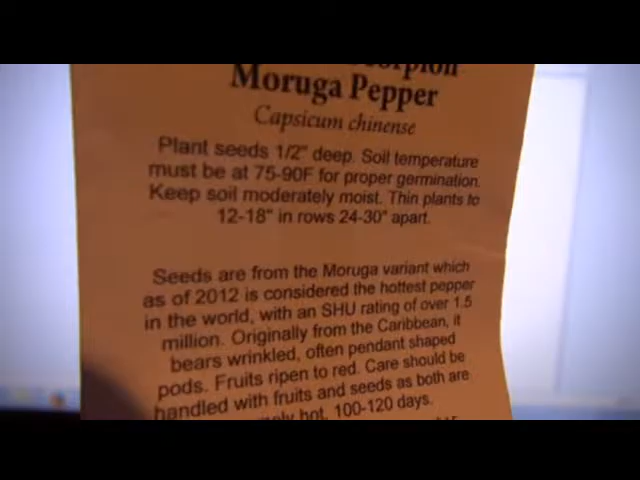 Scorpion
Moruga Pepper
Capsicum chinense
Plant seeds 1/2" deep. Soil temperature
must be at 75-90F for proper germination.
Keep soil moderately moist. Thin plants to
12-18" in rows 24-30" apart.
Seeds are from the Moruga variant which
as of 2012 is considered the hottest pepper
in the world, with an SHU rating of over 1.5
million. Originally from the Caribbean, it
bears wrinkled, often pendant shaped
pods. Fruits ripen to red. Care should be
handled with fruits and seeds as both are
hot. 100-120 days.